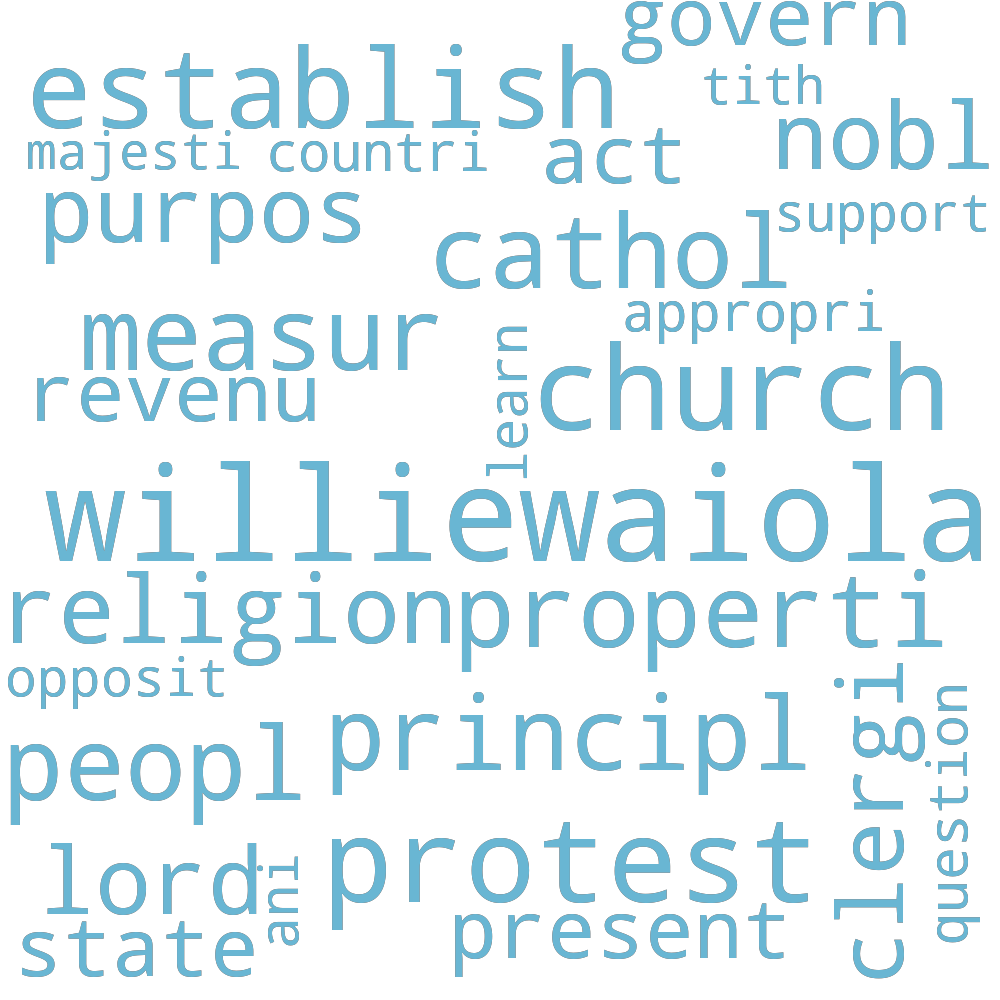 govern
establish
tith
nobl
majesti countri
act
purpos
support
cathol
appropri
measur
learn
revenu
church
williewaiola
religion
properti
opposit
clergi
question
peopl
principl
protest
lord
ani
state
present